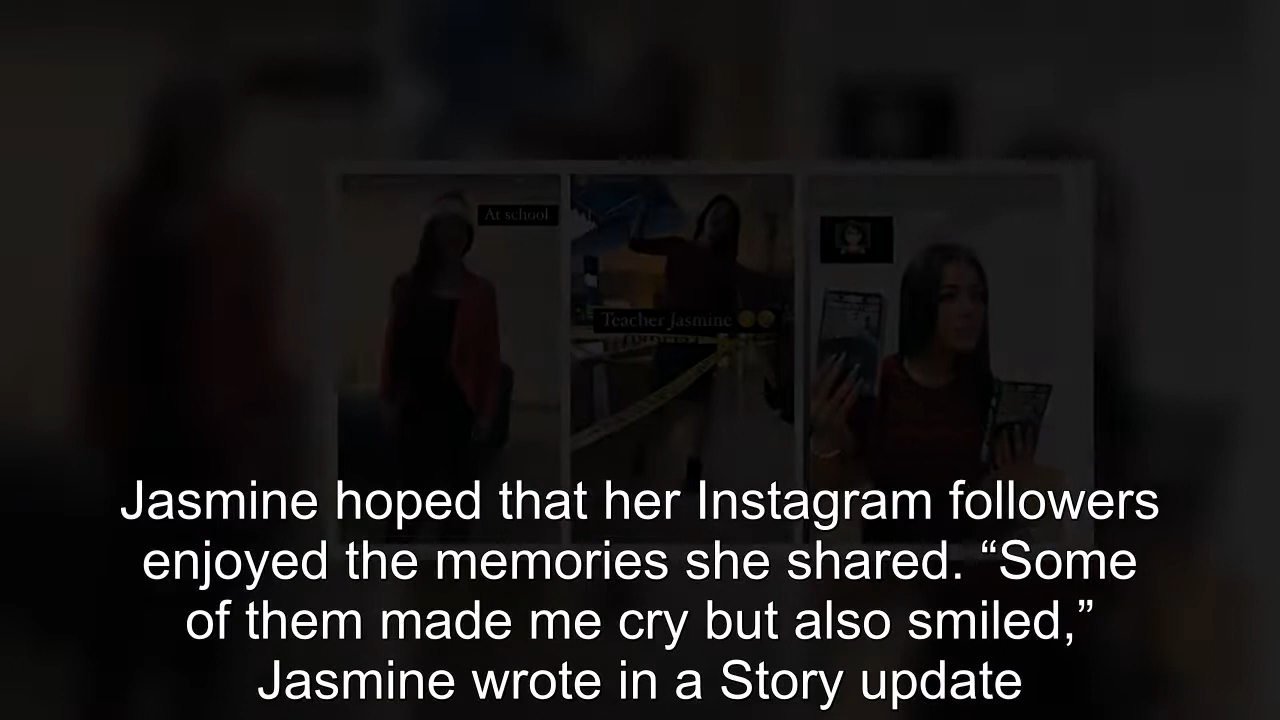 At school
Teacher Jasmine
Jasmine hoped that her Instagram followers
enjoyed the memories she shared. “Some
of them made me cry but also smiled,”
Jasmine wrote in a Story update